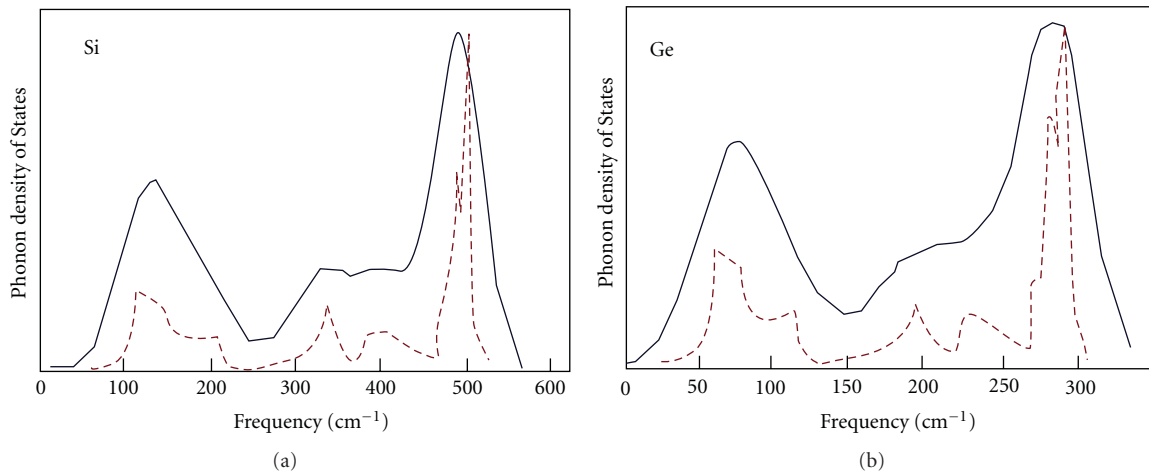 Si
Phonon density of States
0 100 200 300 400 500 600
Frequency (cm−1)
(a)
Ge
Phonon density of States
0 50 100 150 200 250 300
Frequency (cm−1)
(b)